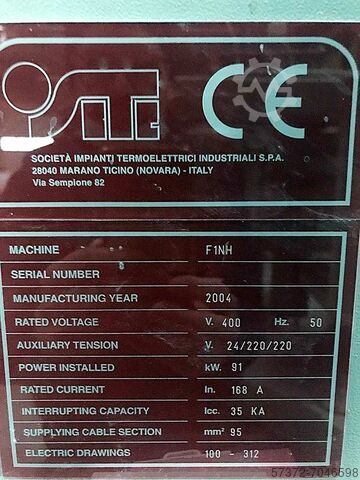 iSITI
CE
SOCIETÀ IMPIANTI TERMOELETTRICI INDUSTRIALI S.P.A.
28040 MARANO TICINO (NOVARA) - ITALY
Via Sempione 82
MACHINE F1NH
SERIAL NUMBER
MANUFACTURING YEAR 2004
RATED VOLTAGE V. 400 Hz. 50
AUXILIARY TENSION V. 24/220/220
POWER INSTALLED kW. 91
RATED CURRENT In. 168 A
INTERRUPTING CAPACITY Icc. 35 KA
SUPPLYING CABLE SECTION mm² 95
ELECTRIC DRAWINGS 100 - 312
57372-7046598